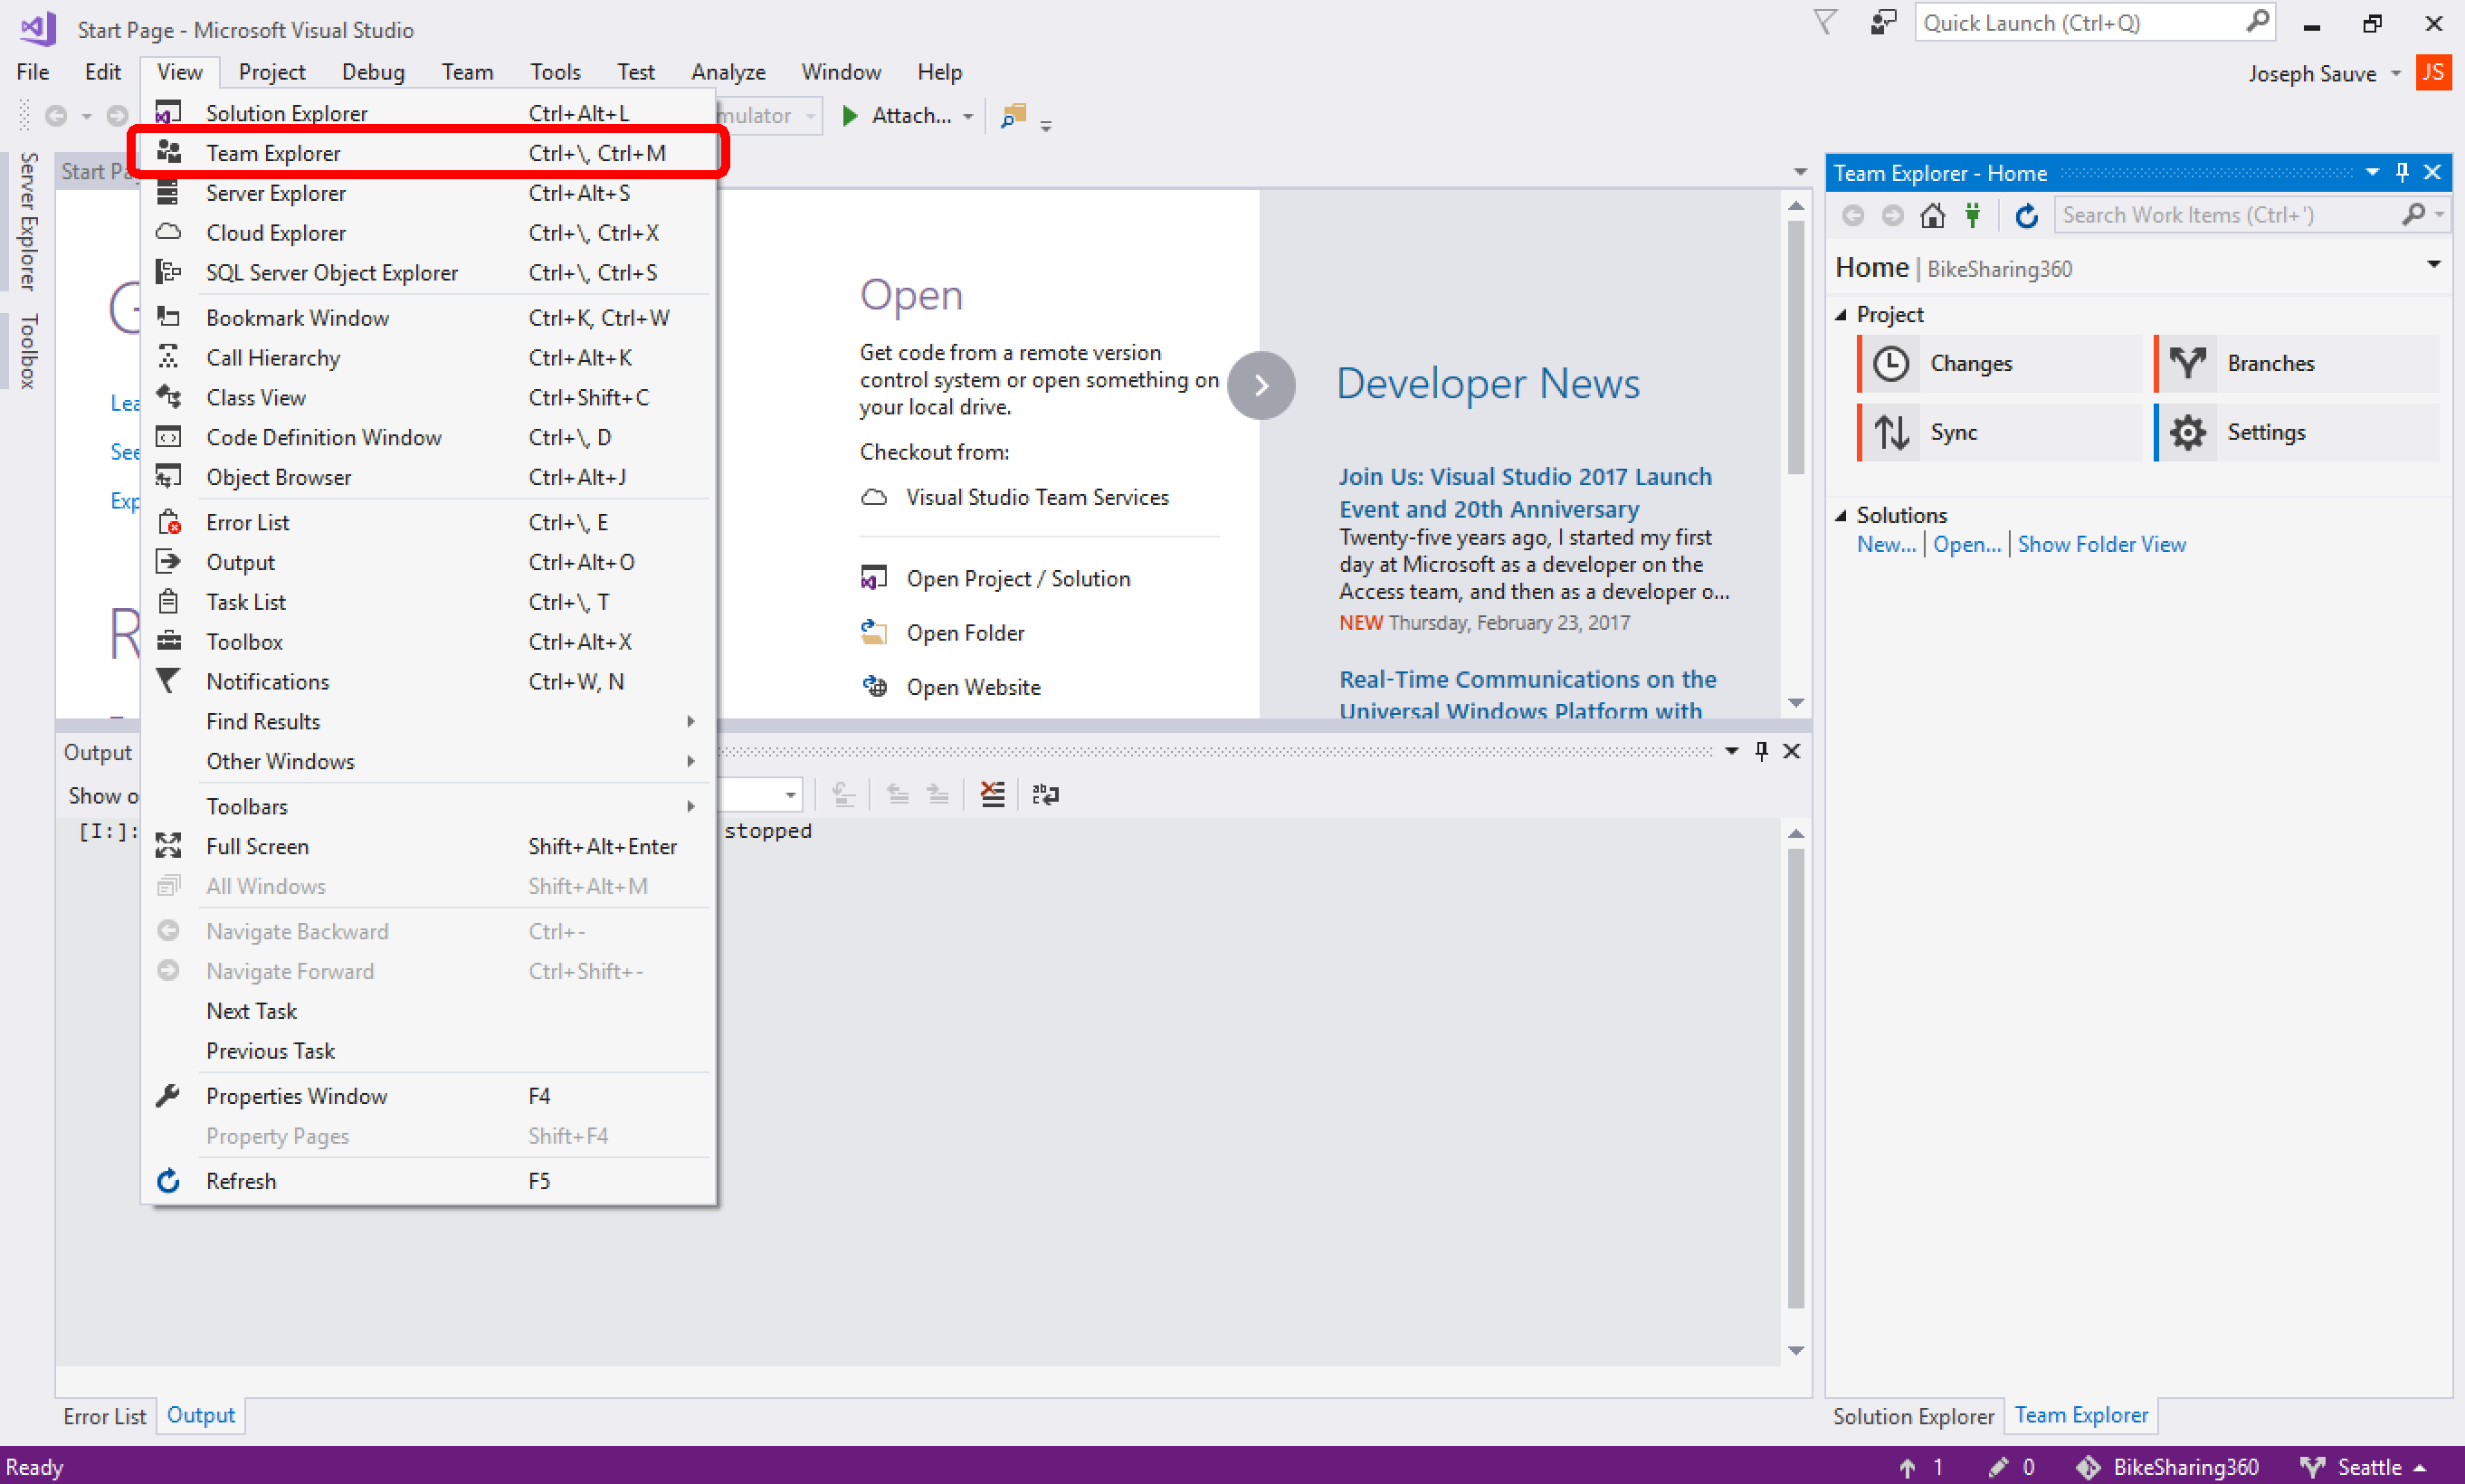 Start Page - Microsoft Visual Studio
Quick Launch (Ctrl+Q)
File Edit View Project Debug Team Tools Test Analyze Window Help
Joseph Sauve JS
Solution Explorer Ctrl+Alt+L
Attach...
Team Explorer Ctrl+\, Ctrl+M
Server Explorer Ctrl+Alt+S
Cloud Explorer Ctrl+\, Ctrl+X
SQL Server Object Explorer Ctrl+\, Ctrl+S
Bookmark Window Ctrl+K, Ctrl+W
Call Hierarchy Ctrl+Alt+K
Class View Ctrl+Shift+C
Code Definition Window Ctrl+\, D
Object Browser Ctrl+Alt+J
Error List Ctrl+\, E
Output Ctrl+Alt+O
Task List Ctrl+\, T
Toolbox Ctrl+Alt+X
Notifications Ctrl+W, N
Find Results
Other Windows
Toolbars
Full Screen Shift+Alt+Enter
All Windows Shift+Alt+M
Navigate Backward Ctrl+-
Navigate Forward Ctrl+Shift+-
Next Task
Previous Task
Properties Window F4
Property Pages Shift+F4
Refresh F5
Server Explorer
Toolbox
Start
Open
Get code from a remote version
control system or open something on
your local drive.
Checkout from:
Visual Studio Team Services
Open Project / Solution
Open Folder
Open Website
Developer News
Join Us: Visual Studio 2017 Launch
Event and 20th Anniversary
Twenty-five years ago, I started my first
day at Microsoft as a developer on the
Access team, and then as a developer o...
NEW Thursday, February 23, 2017
Real-Time Communications on the
Universal Windows Platform with
Output
Show
[I:]:
stopped
Error List Output
Team Explorer - Home
Search Work Items (Ctrl+')
Home | BikeSharing360
Project
Changes Branches
Sync Settings
Solutions
New... | Open... | Show Folder View
Solution Explorer Team Explorer
Ready 1 0 BikeSharing360 Seattle